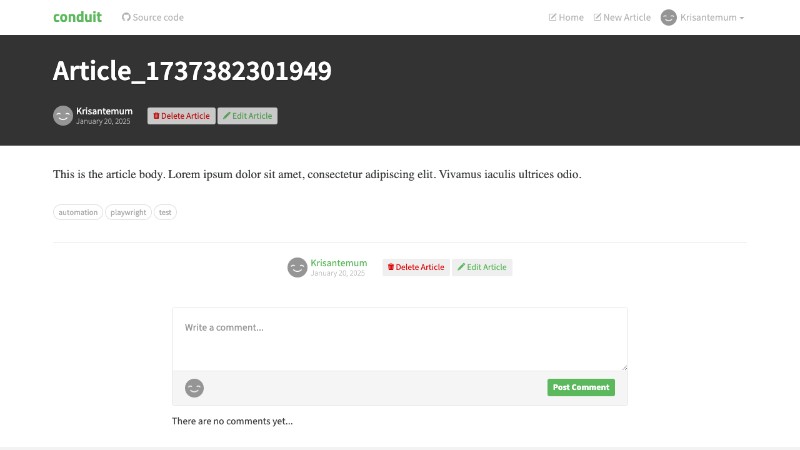 conduit Source code Home New Article Krisantemum
Article_1737382301949
Krisantemum
January 20, 2025
Delete Article Edit Article
This is the article body. Lorem ipsum dolor sit amet, consectetur adipiscing elit. Vivamus iaculis ultrices odio.
automation playwright test
Krisantemum
January 20, 2025
Delete Article Edit Article
Write a comment...
Post Comment
There are no comments yet...